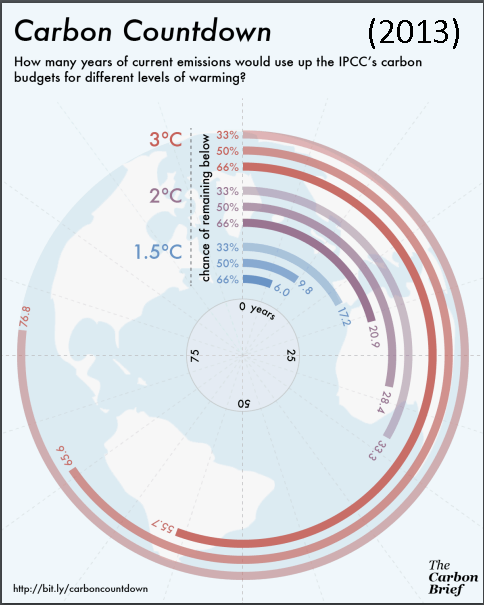 Carbon Countdown (2013)
How many years of current emissions would use up the IPCC's carbon
budgets for different levels of warming?
3°C
33%
50%
66%
2°C
33%
50%
66%
1.5°C
33%
50%
66%
chance of remaining below
6.0
9.8
17.2
20.9
28.4
33.3
55.7
65.6
76.8
0 years
25
50
75
http://bit.ly/carboncountdown
The
Carbon
Brief